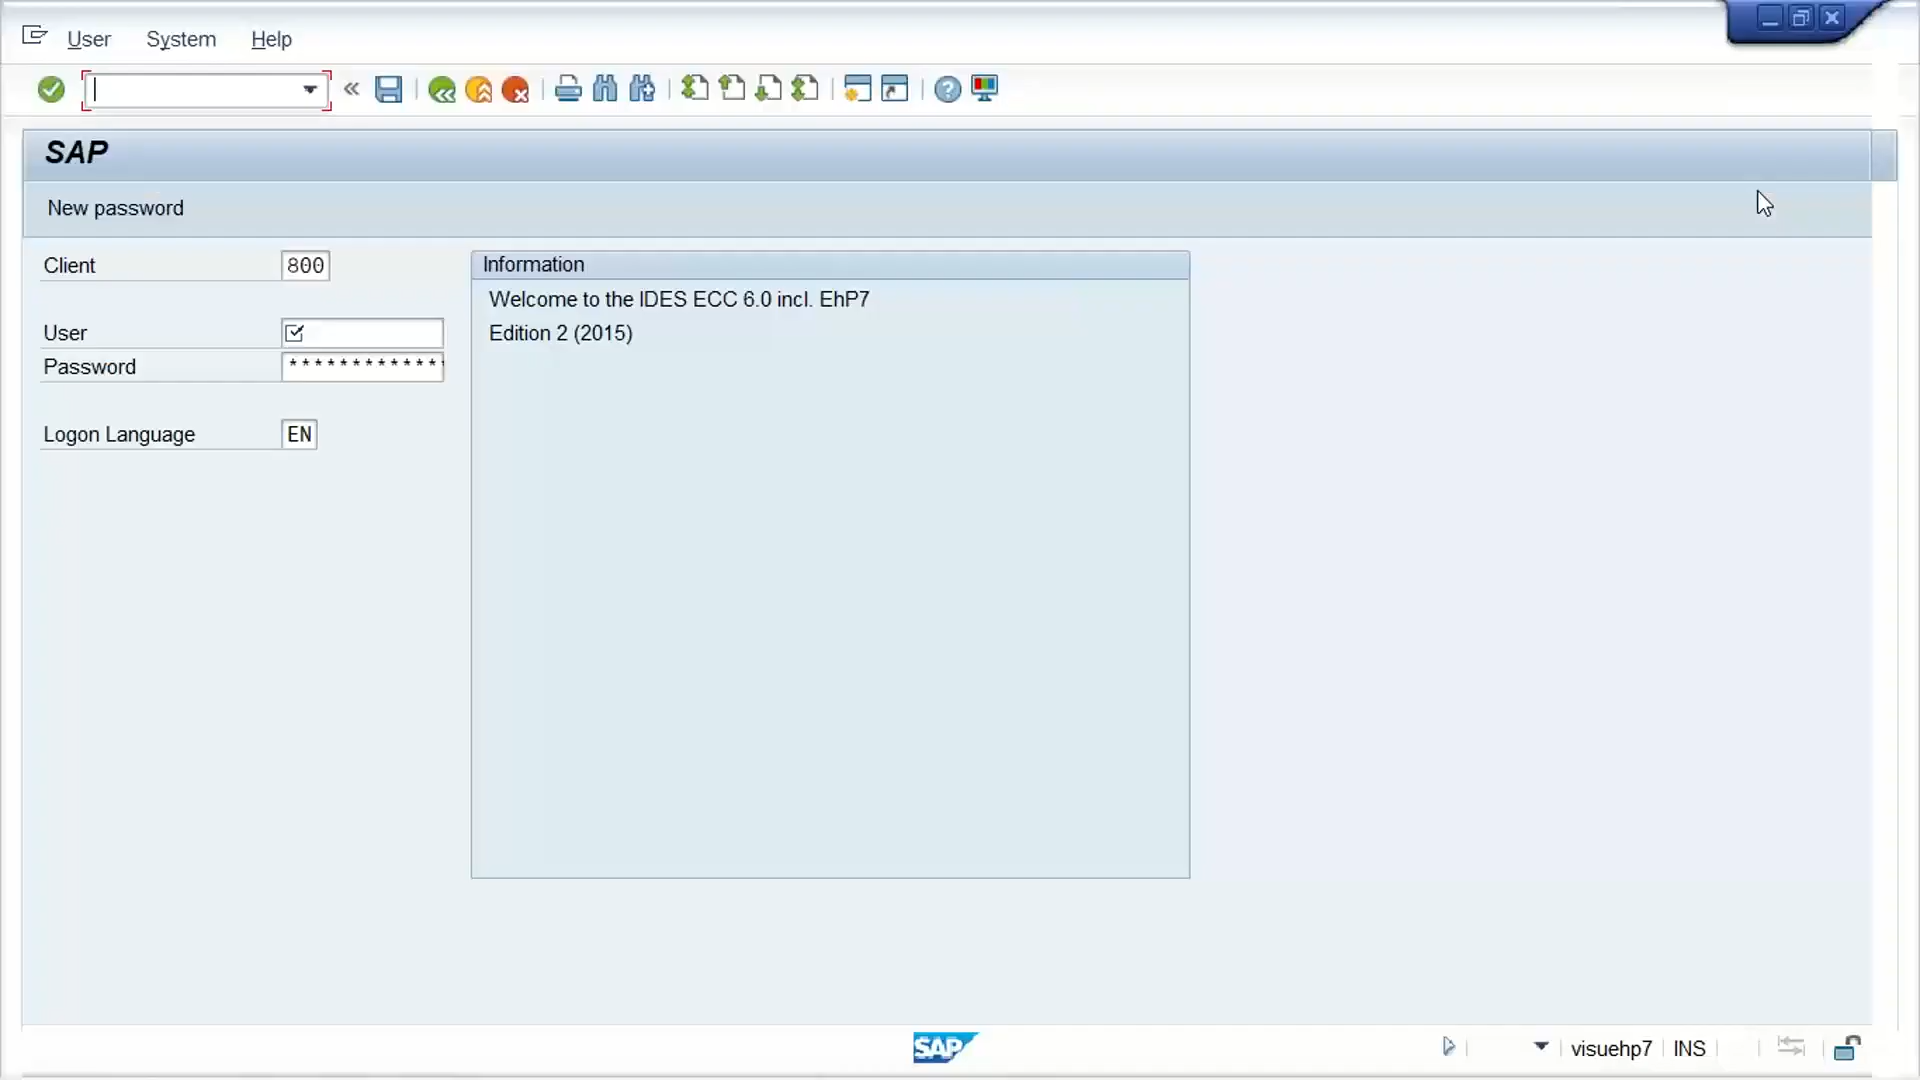 User System Help
SAP
New password
Client 800
User
Password ************
Logon Language EN
Information
Welcome to the IDES ECC 6.0 incl. EhP7
Edition 2 (2015)
SAP
visuehp7 INS